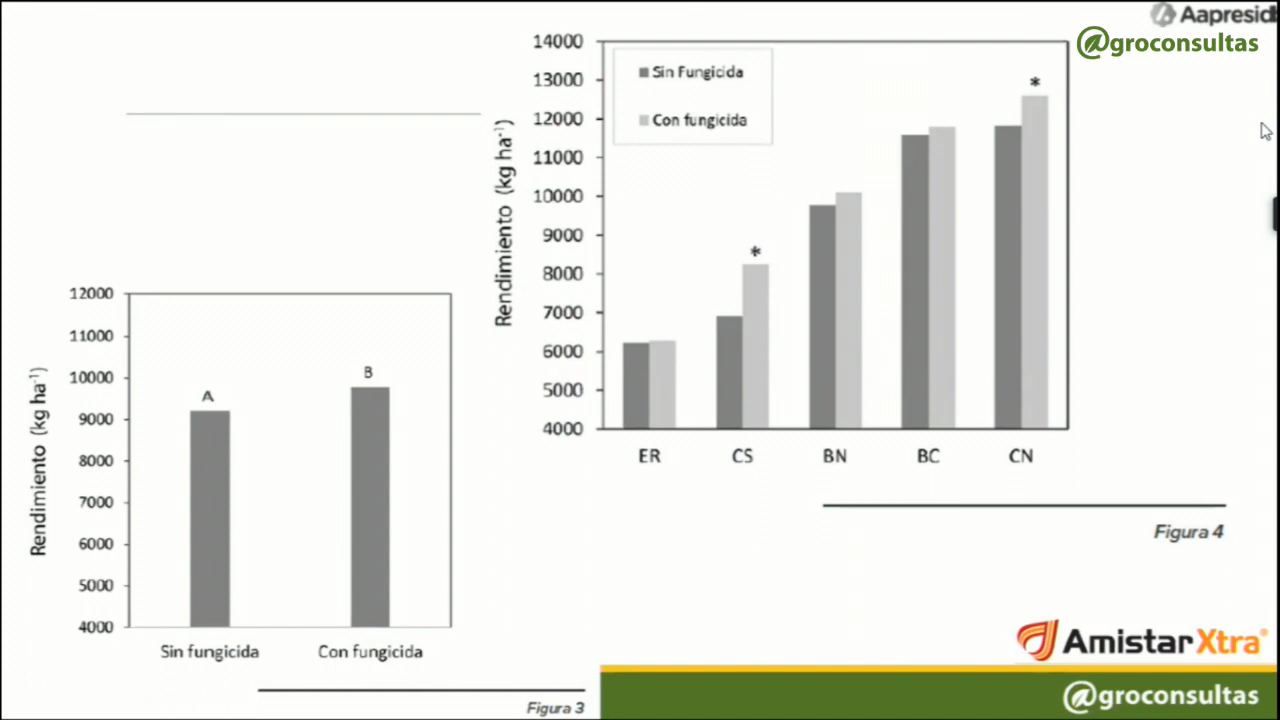 Aapresid
@groconsultas
14000
13000
12000
11000
10000
9000
8000
7000
6000
5000
4000
Rendimiento (kg ha⁻¹)
Sin Fungicida
Con fungicida
*
*
ER CS BN BC CN
Figura 4
12000
11000
10000
9000
8000
7000
6000
5000
4000
Rendimiento (kg ha⁻¹)
A
B
Sin fungicida Con fungicida
Figura 3
Amistar Xtra®
@groconsultas